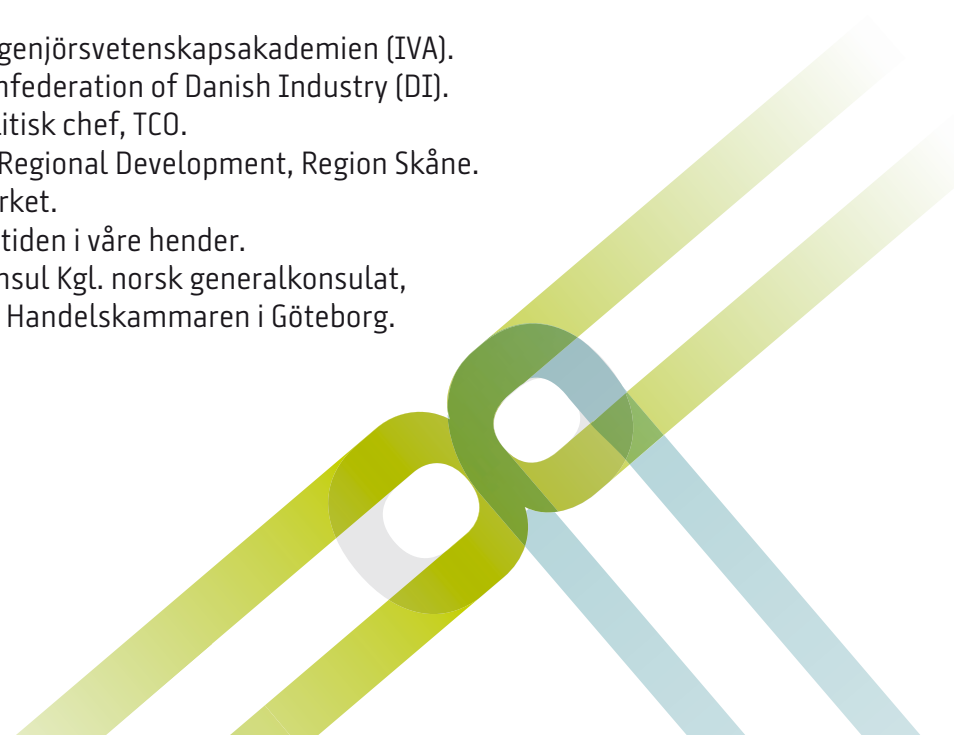 genjörsvetenskapsakademien (IVA).
nfederation of Danish Industry (DI).
litisk chef, TCO.
Regional Development, Region Skåne.
rket.
tiden i våre hender.
nsul Kgl. norsk generalkonsulat,
Handelskammaren i Göteborg.